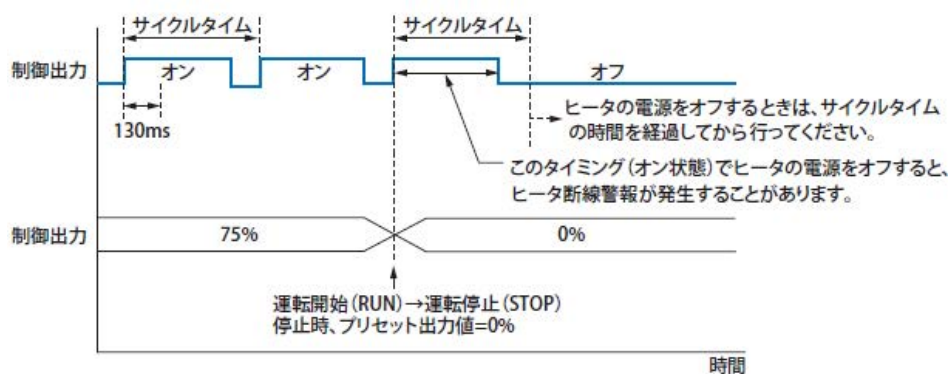 サイクルタイム
サイクルタイム
制御出力
オン
オン
オフ
130ms
ヒータの電源をオフするときは、サイクルタイム
の時間を経過してから行ってください。
このタイミング(オン状態)でヒータの電源をオフすると、
ヒータ断線警報が発生することがあります。
制御出力
75%
0%
運転開始(RUN)→運転停止(STOP)
停止時、プリセット出力値=0%
時間